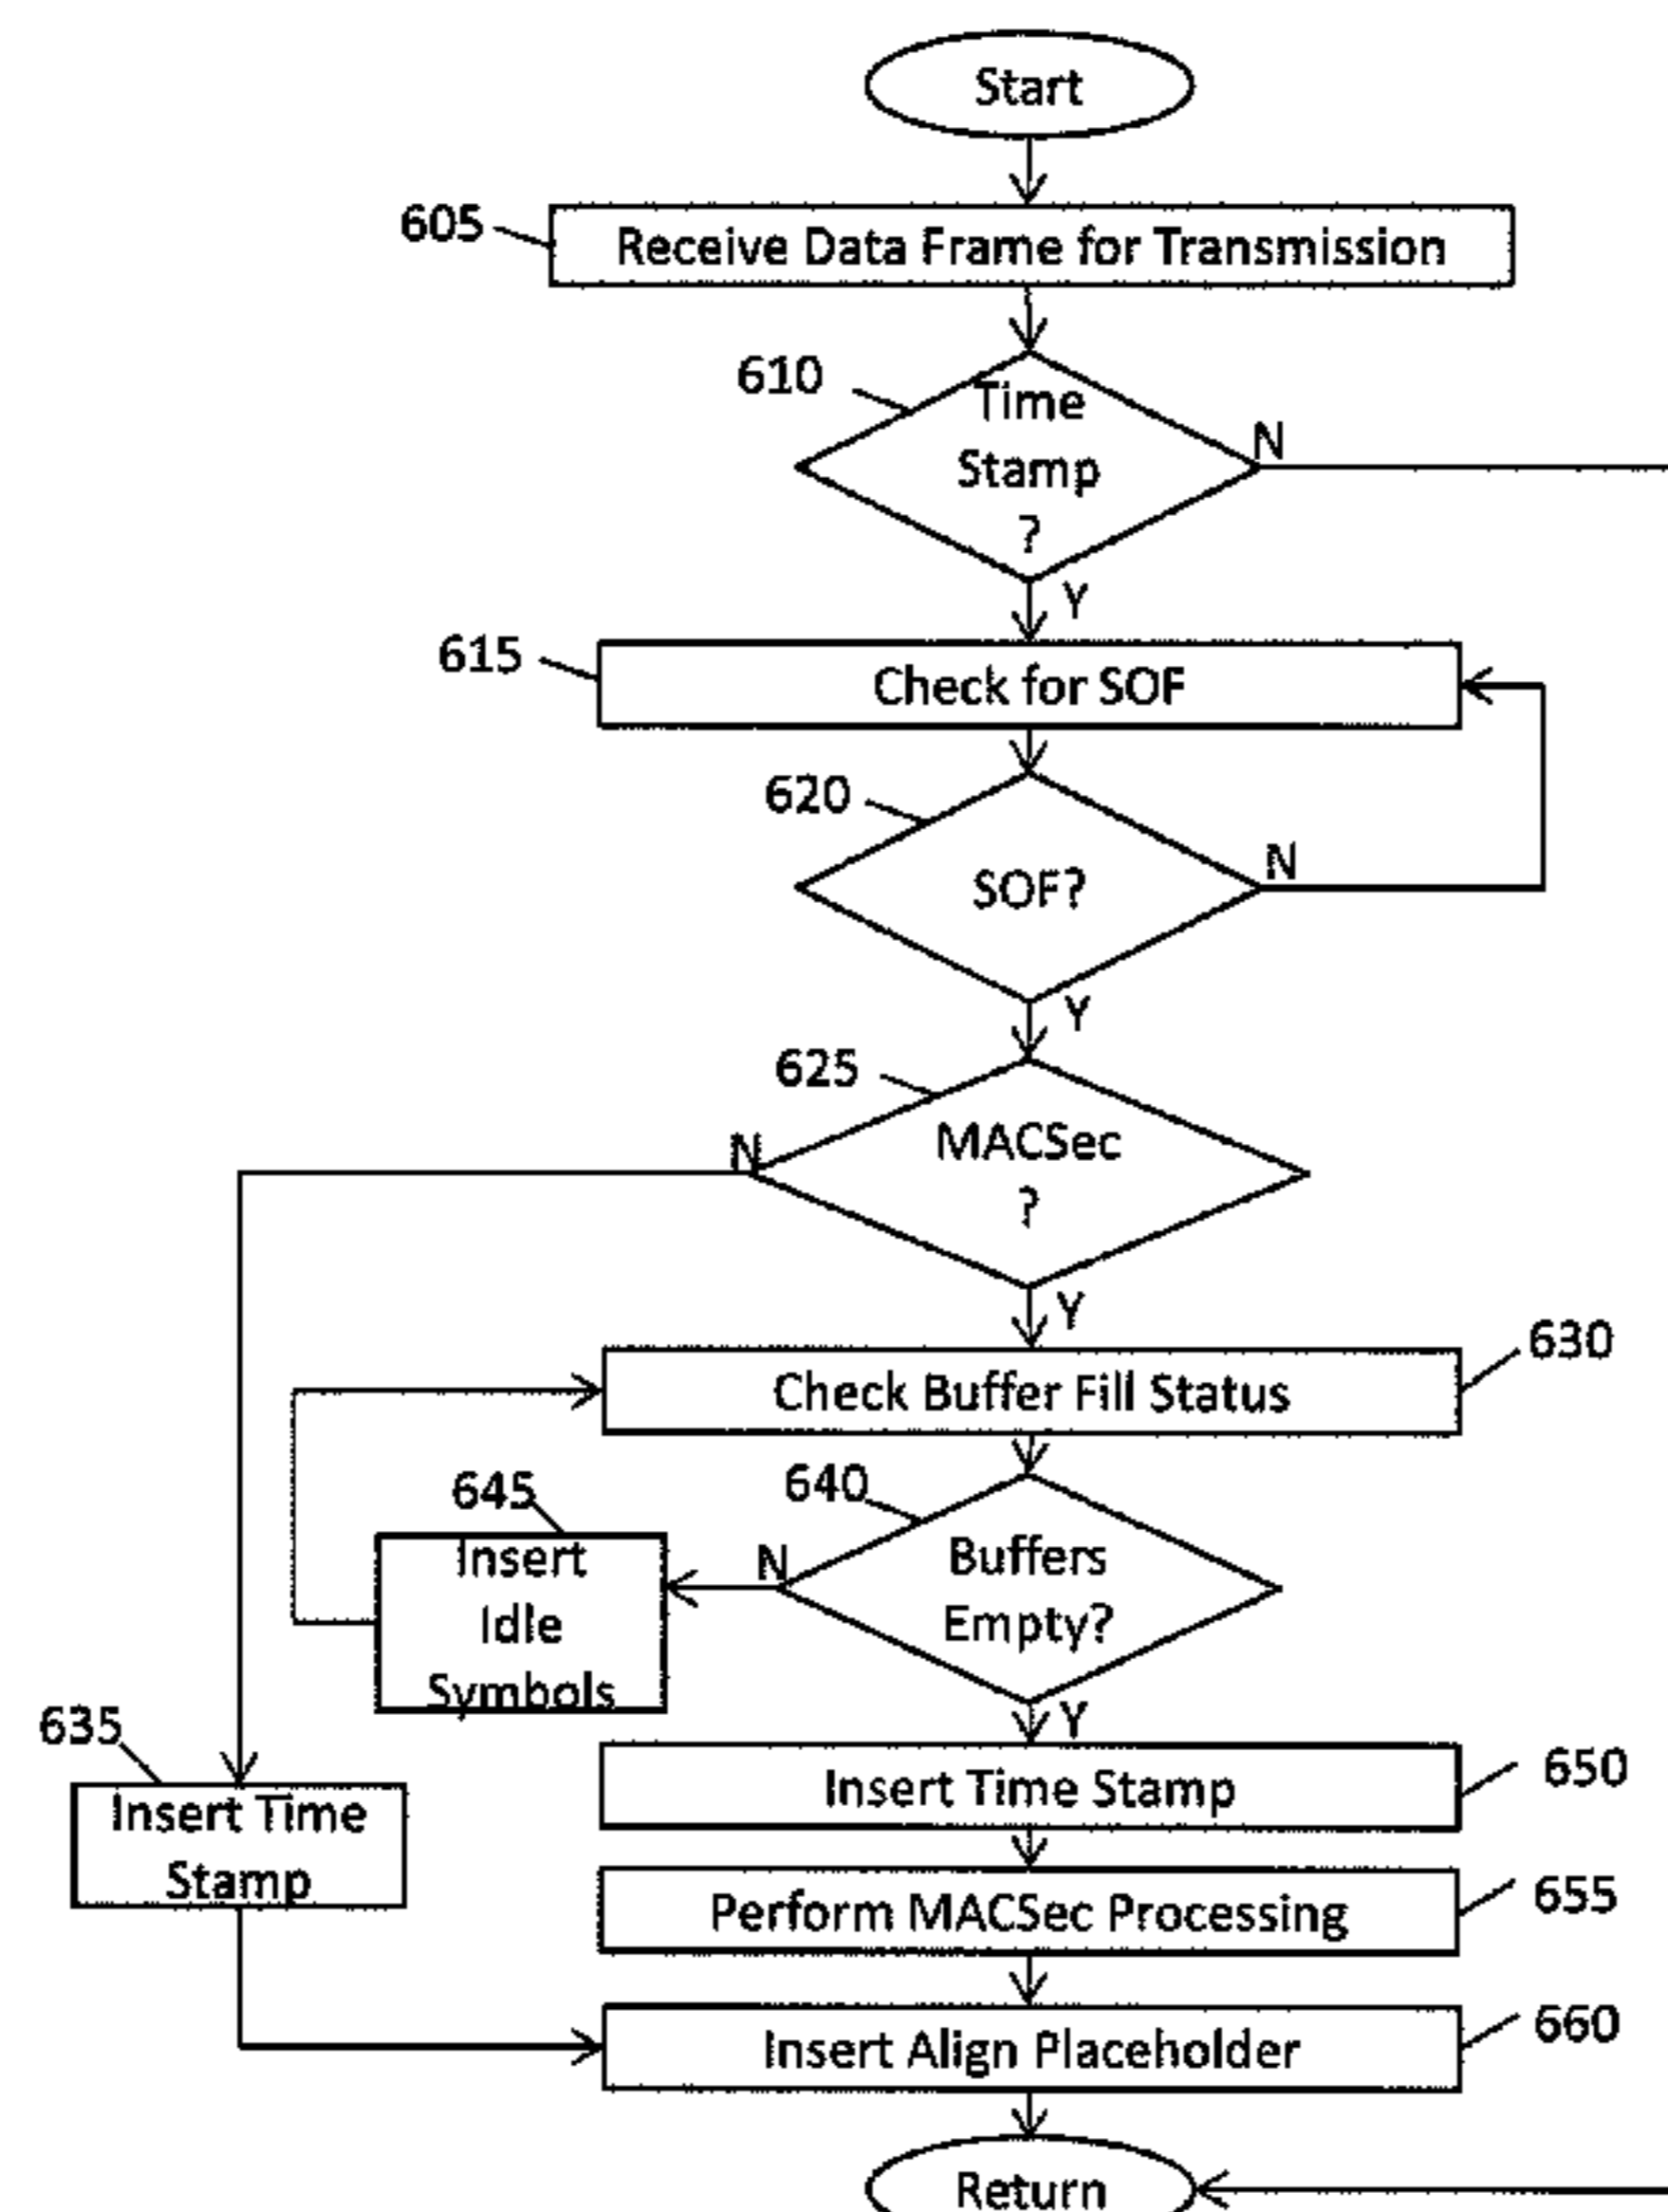 Start
605
Receive Data Frame for Transmission
610
Time
Stamp
?
N
Y
615
Check for SOF
620
SOF?
N
Y
625
MACSec
?
N
Y
630
Check Buffer Fill Status
640
Buffers
Empty?
N
645
Insert
Idle
Symbols
Y
635
Insert Time
Stamp
650
Insert Time Stamp
655
Perform MACSec Processing
660
Insert Align Placeholder
Return